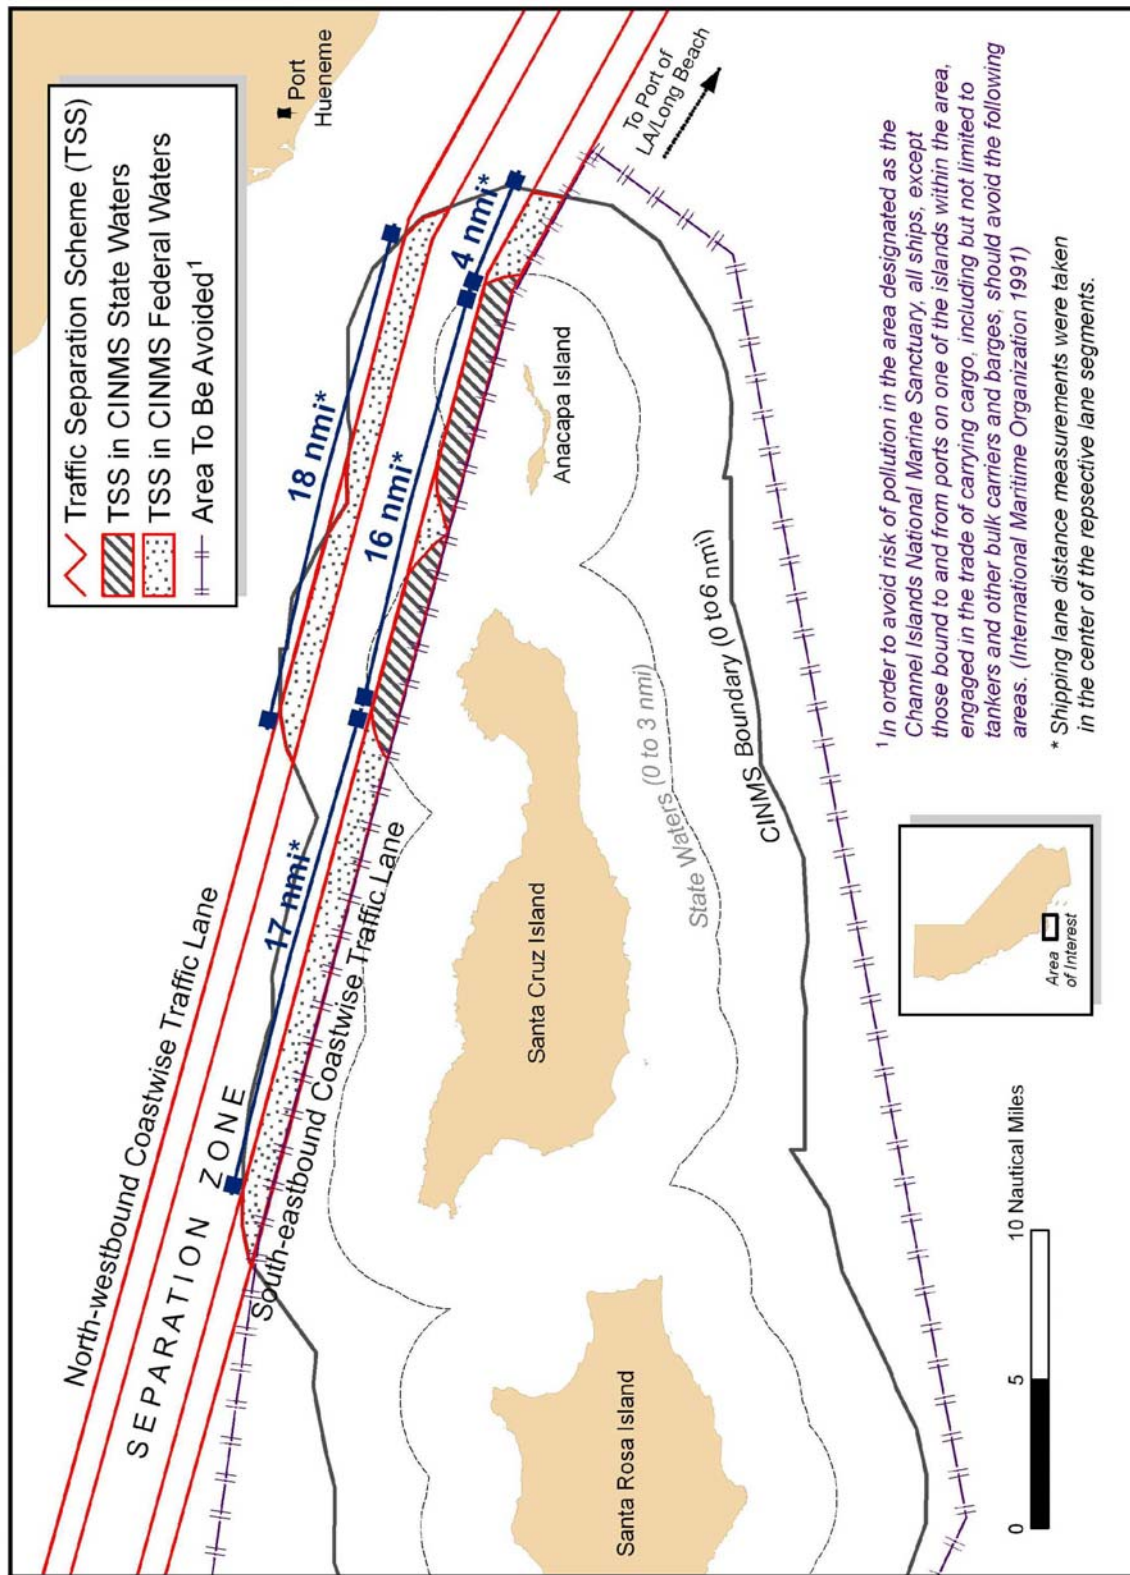 Traffic Separation Scheme (TSS)
TSS in CINMS State Waters
TSS in CINMS Federal Waters
Area To Be Avoided¹
Port
Hueneme
North-westbound Coastwise Traffic Lane
SEPARATION ZONE
South-eastbound Coastwise Traffic Lane
18 nmi*
17 nmi*
16 nmi*
4 nmi*
To Port of
LA/Long Beach
Anacapa Island
Santa Cruz Island
Santa Rosa Island
State Waters (0 to 3 nmi)
CINMS Boundary (0 to 6 nmi)
¹ In order to avoid risk of pollution in the area designated as the
Channel Islands National Marine Sanctuary, all ships, except
those bound to and from ports on one of the islands within the area,
engaged in the trade of carrying cargo, including but not limited to
tankers and other bulk carriers and barges, should avoid the following
areas. (International Maritime Organization 1991)
* Shipping lane distance measurements were taken
in the center of the repsective lane segments.
Area
of Interest
0 5 10 Nautical Miles